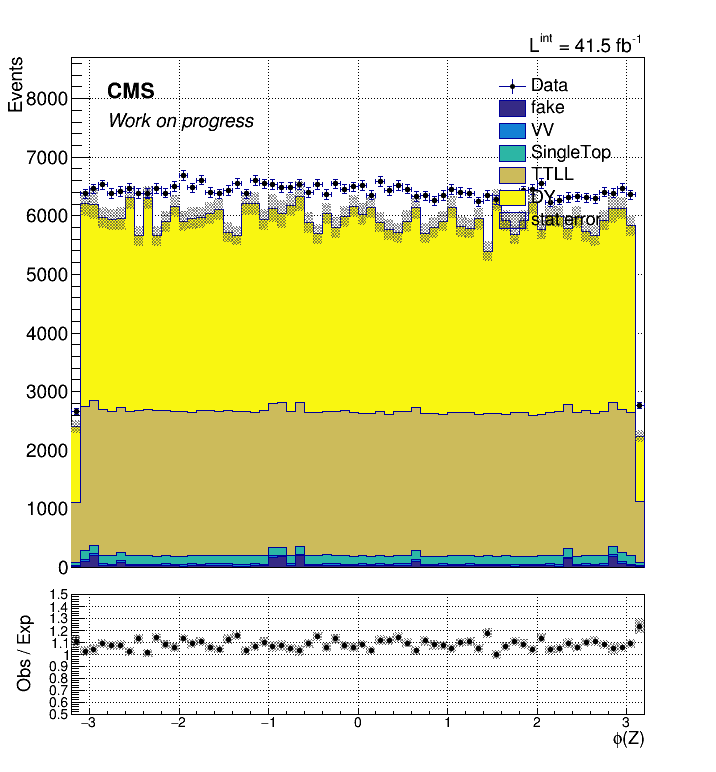 L^int = 41.5 fb^-1
Events
CMS
Work on progress
Data
fake
VV
SingleTop
TTLL
DY
stat error
8000
7000
6000
5000
4000
3000
2000
1000
0
Obs / Exp
1.5
1.4
1.3
1.2
1.1
1
0.9
0.8
0.7
0.6
0.5
−3 −2 −1 0 1 2 3
ϕ(Z)